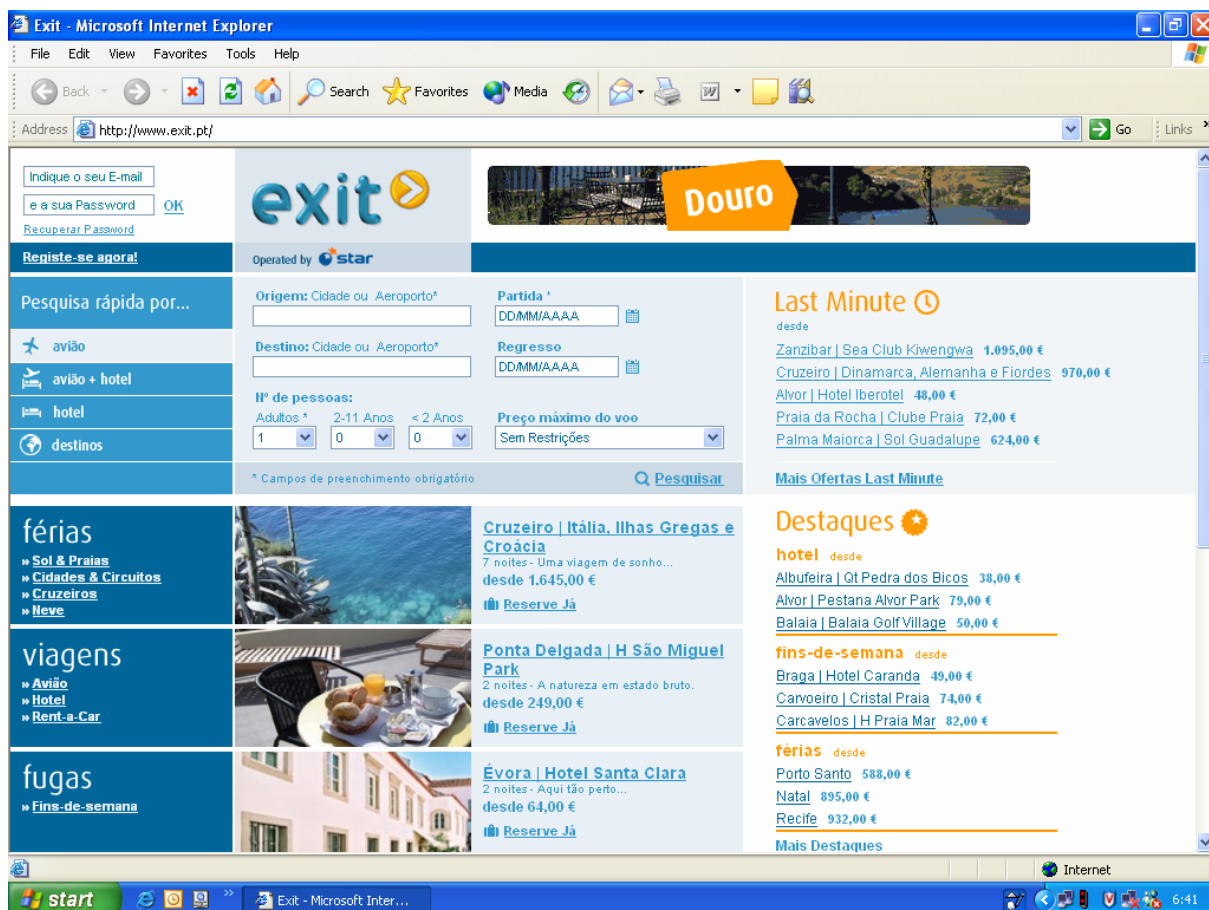 Exit - Microsoft Internet Explorer
File Edit View Favorites Tools Help
Back Search Favorites Media
Address http://www.exit.pt/ Go Links »
Indique o seu E-mail
e a sua Password OK
Recuperar Password
Registe-se agora!
exit
Operated by star
Douro
Pesquisa rápida por...
avião
avião + hotel
hotel
destinos
Origem: Cidade ou Aeroporto*
Partida *
DD/MM/AAAA
Destino: Cidade ou Aeroporto*
Regresso
DD/MM/AAAA
Nº de pessoas:
Adultos * 2-11 Anos < 2 Anos
Preço máximo do voo
1 0 0 Sem Restrições
* Campos de preenchimento obrigatório
Pesquisar
Last Minute
desde
Zanzibar | Sea Club Kiwengwa 1.095,00 €
Cruzeiro | Dinamarca, Alemanha e Fiordes 970,00 €
Alvor | Hotel Iberotel 48,00 €
Praia da Rocha | Clube Praia 72,00 €
Palma Maiorca | Sol Guadalupe 624,00 €
Mais Ofertas Last Minute
férias
» Sol & Praias
» Cidades & Circuitos
» Cruzeiros
» Neve
Cruzeiro | Itália, Ilhas Gregas e
Croácia
7 noites - Uma viagem de sonho...
desde 1.645,00 €
Reserve Já
viagens
» Avião
» Hotel
» Rent-a-Car
Ponta Delgada | H São Miguel
Park
2 noites - A natureza em estado bruto.
desde 249,00 €
Reserve Já
fugas
» Fins-de-semana
Évora | Hotel Santa Clara
2 noites - Aqui tão perto...
desde 64,00 €
Reserve Já
Destaques
hotel desde
Albufeira | Qt Pedra dos Bicos 38,00 €
Alvor | Pestana Alvor Park 79,00 €
Balaia | Balaia Golf Village 50,00 €
fins-de-semana desde
Braga | Hotel Caranda 49,00 €
Carvoeiro | Cristal Praia 74,00 €
Carcavelos | H Praia Mar 82,00 €
férias desde
Porto Santo 588,00 €
Natal 895,00 €
Recife 932,00 €
Mais Destaques
Internet
start » Exit - Microsoft Inter... 6:41